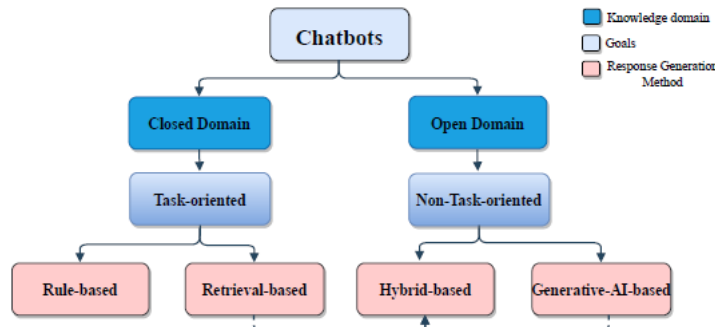 Chatbots
Knowledge domain
Goals
Response Generation
Method
Closed Domain
Open Domain
Task-oriented
Non-Task-oriented
Rule-based
Retrieval-based
Hybrid-based
Generative-AI-based